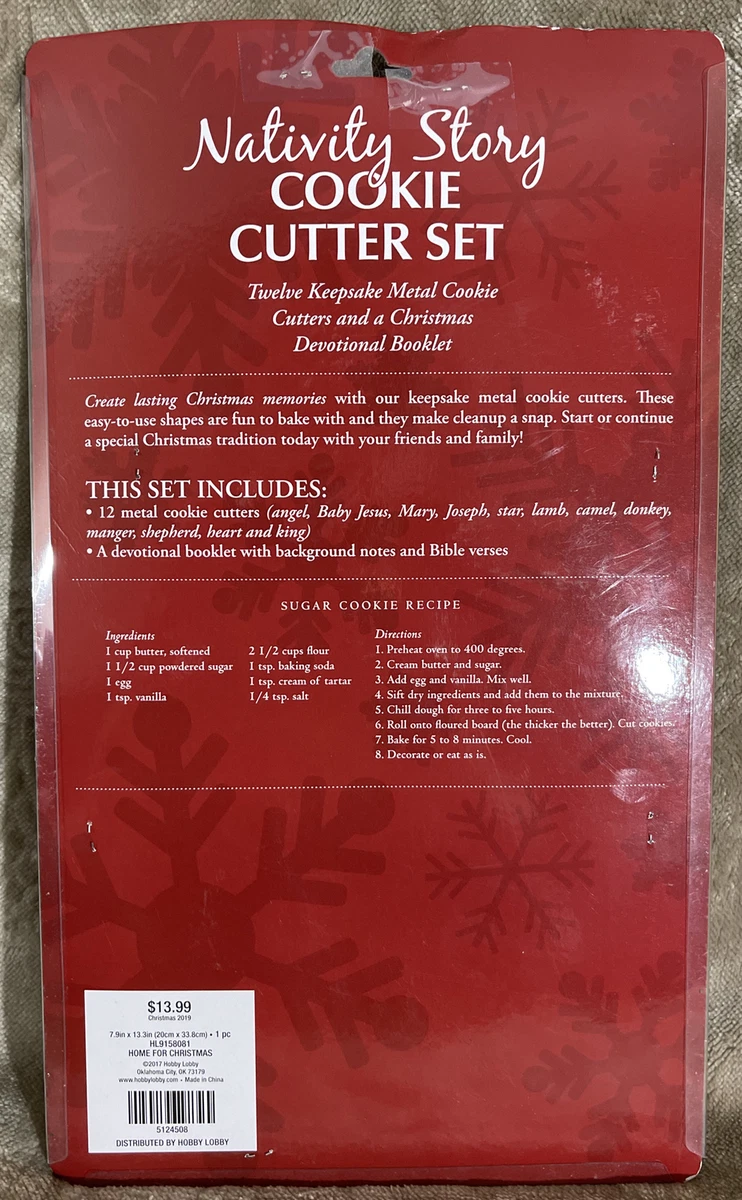 Nativity Story
COOKIE
CUTTER SET
Twelve Keepsake Metal Cookie
Cutters and a Christmas
Devotional Booklet
Create lasting Christmas memories with our keepsake metal cookie cutters. These
easy-to-use shapes are fun to bake with and they make cleanup a snap. Start or continue
a special Christmas tradition today with your friends and family!
THIS SET INCLUDES:
• 12 metal cookie cutters (angel, Baby Jesus, Mary, Joseph, star, lamb, camel, donkey,
manger, shepherd, heart and king)
• A devotional booklet with background notes and Bible verses
SUGAR COOKIE RECIPE
Ingredients
1 cup butter, softened
1 1/2 cup powdered sugar
1 egg
1 tsp. vanilla
2 1/2 cups flour
1 tsp. baking soda
1 tsp. cream of tartar
1/4 tsp. salt
Directions
1. Preheat oven to 400 degrees.
2. Cream butter and sugar.
3. Add egg and vanilla. Mix well.
4. Sift dry ingredients and add them to the mixture.
5. Chill dough for three to five hours.
6. Roll onto floured board (the thicker the better). Cut cookies.
7. Bake for 5 to 8 minutes. Cool.
8. Decorate or eat as is.
$13.99
Christmas 2019
7.9in x 13.3in (20cm x 33.8cm) • 1 pc
HL9158081
HOME FOR CHRISTMAS
©2017 Hobby Lobby
Oklahoma City, OK 73179
www.hobbylobby.com • Made in China
5124508
DISTRIBUTED BY HOBBY LOBBY